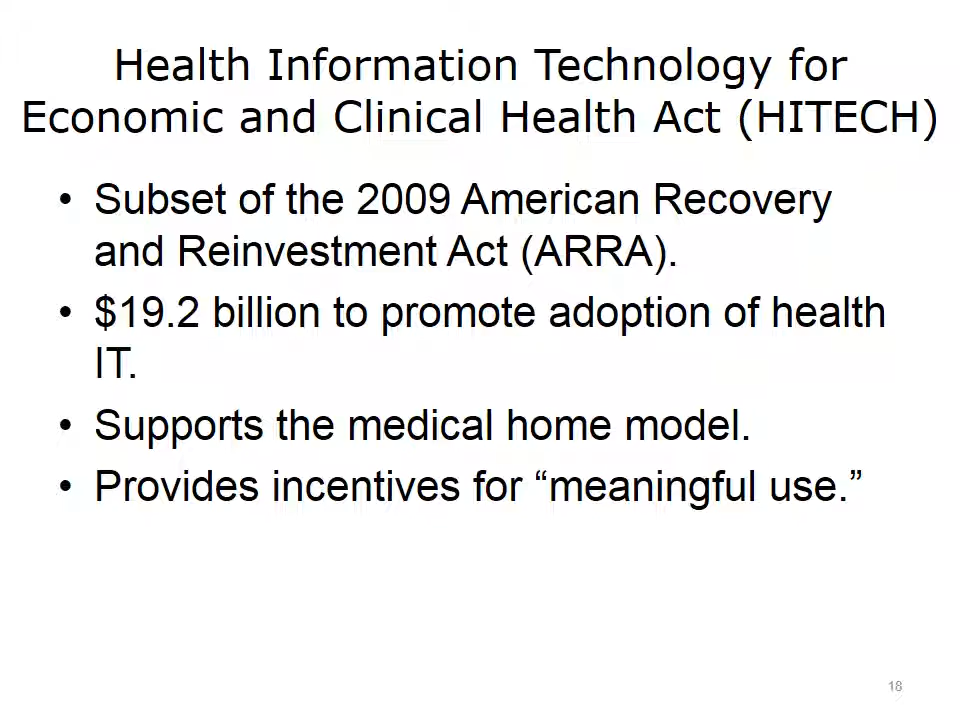 Health Information Technology for
Economic and Clinical Health Act (HITECH)
• Subset of the 2009 American Recovery
and Reinvestment Act (ARRA).
• $19.2 billion to promote adoption of health
IT.
• Supports the medical home model.
• Provides incentives for “meaningful use.”
18